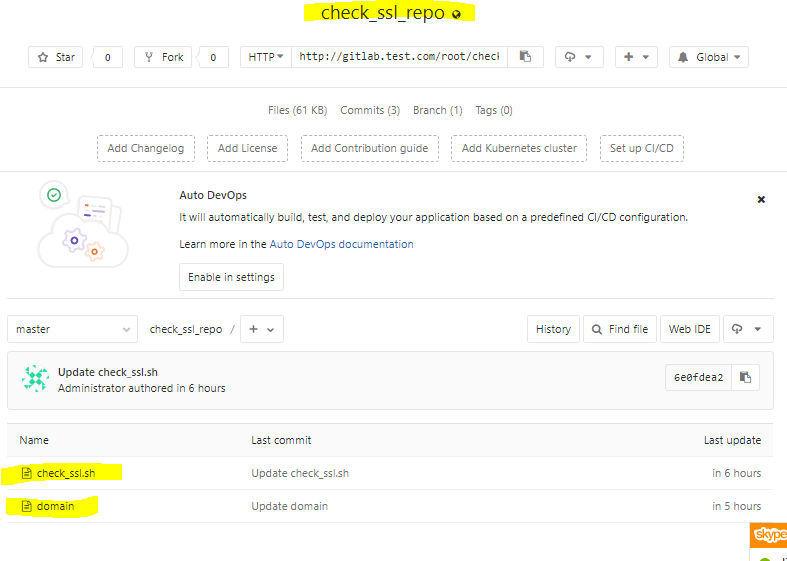 check_ssl_repo
Star 0 Fork 0 HTTP http://gitlab.test.com/root/check Global
Files (61 KB) Commits (3) Branch (1) Tags (0)
Add Changelog Add License Add Contribution guide Add Kubernetes cluster Set up CI/CD
Auto DevOps
It will automatically build, test, and deploy your application based on a predefined CI/CD configuration.
Learn more in the Auto DevOps documentation
Enable in settings
master check_ssl_repo / + History Find file Web IDE
Update check_ssl.sh
Administrator authored in 6 hours
6e0fdea2
Name Last commit Last update
check_ssl.sh Update check_ssl.sh in 6 hours
domain Update domain in 5 hours
skype